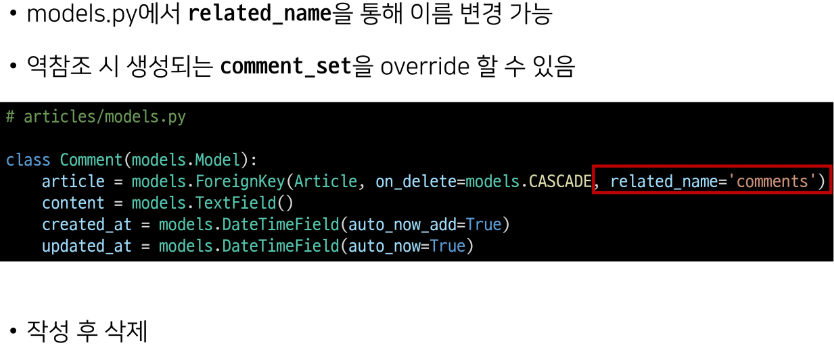 • models.py에서 related_name을 통해 이름 변경 가능
• 역참조 시 생성되는 comment_set을 override 할 수 있음
# articles/models.py
class Comment(models.Model):
    article = models.ForeignKey(Article, on_delete=models.CASCADE, related_name='comments')
    content = models.TextField()
    created_at = models.DateTimeField(auto_now_add=True)
    updated_at = models.DateTimeField(auto_now=True)
• 작성 후 삭제